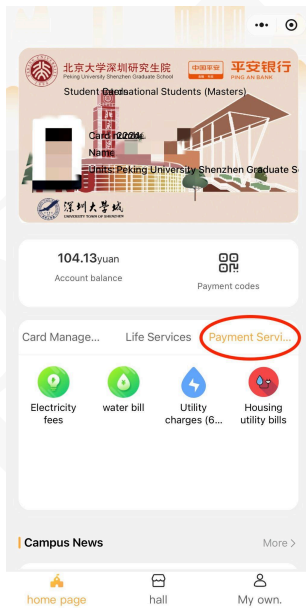 北京大学深圳研究生院
Peking University Shenzhen Graduate School
中国平安
平安银行
PING AN BANK
Student
International Students (Masters)
Card number
Name
Units: Peking University Shenzhen Graduate S
深圳大学城
UNIVERSITY TOWN OF SHENZHEN
104.13yuan
Account balance
Payment codes
Card Manage...
Life Services
Payment Servi...
Electricity fees
water bill
Utility charges (6...
Housing utility bills
Campus News
More >
home page
hall
My own.